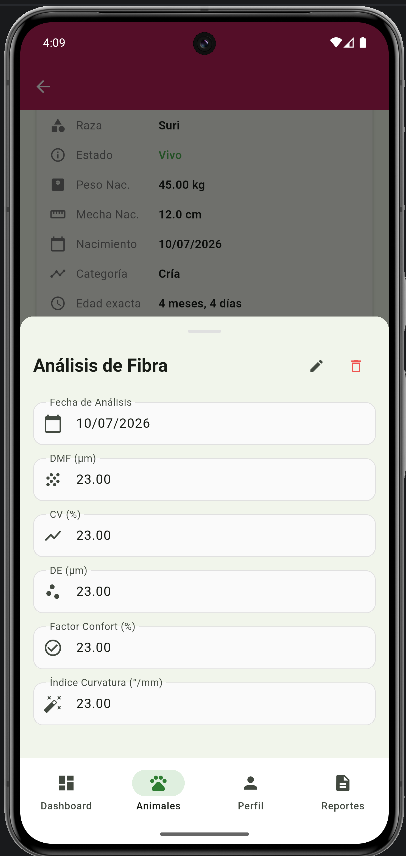 4:09
Raza Suri
Estado Vivo
Peso Nac. 45.00 kg
Mecha Nac. 12.0 cm
Nacimiento 10/07/2026
Categoría Cría
Edad exacta 4 meses, 4 días
Análisis de Fibra
Fecha de Análisis
10/07/2026
DMF (µm)
23.00
CV (%)
23.00
DE (µm)
23.00
Factor Confort (%)
23.00
Índice Curvatura (°/mm)
23.00
Dashboard Animales Perfil Reportes